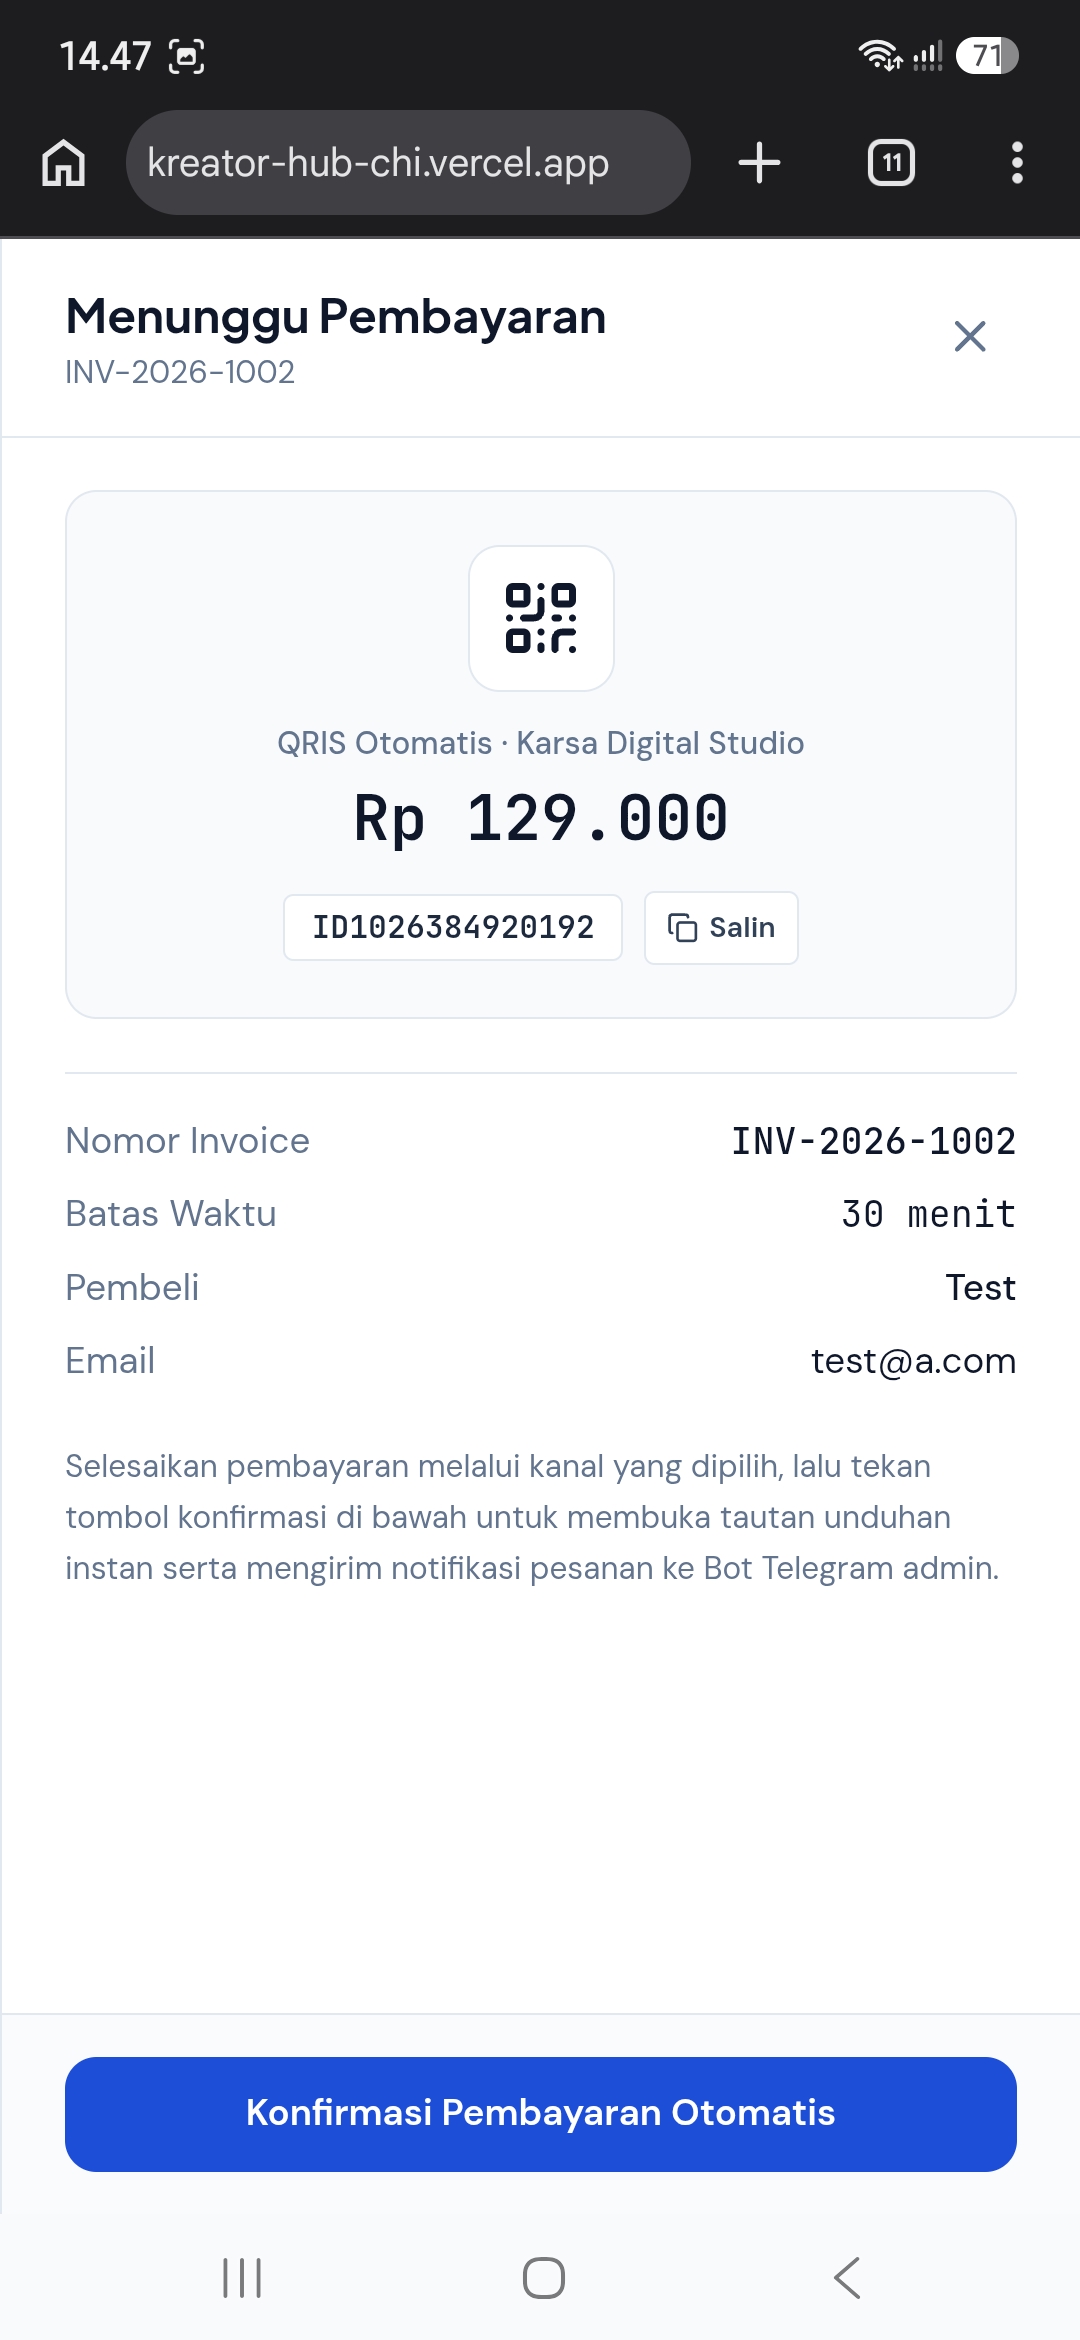 14.47
71
kreator-hub-chi.vercel.app
11
Menunggu Pembayaran
INV-2026-1002
QRIS Otomatis · Karsa Digital Studio
Rp 129.000
ID1026384920192
Salin
Nomor Invoice INV-2026-1002
Batas Waktu 30 menit
Pembeli Test
Email test@a.com
Selesaikan pembayaran melalui kanal yang dipilih, lalu tekan
tombol konfirmasi di bawah untuk membuka tautan unduhan
instan serta mengirim notifikasi pesanan ke Bot Telegram admin.
Konfirmasi Pembayaran Otomatis